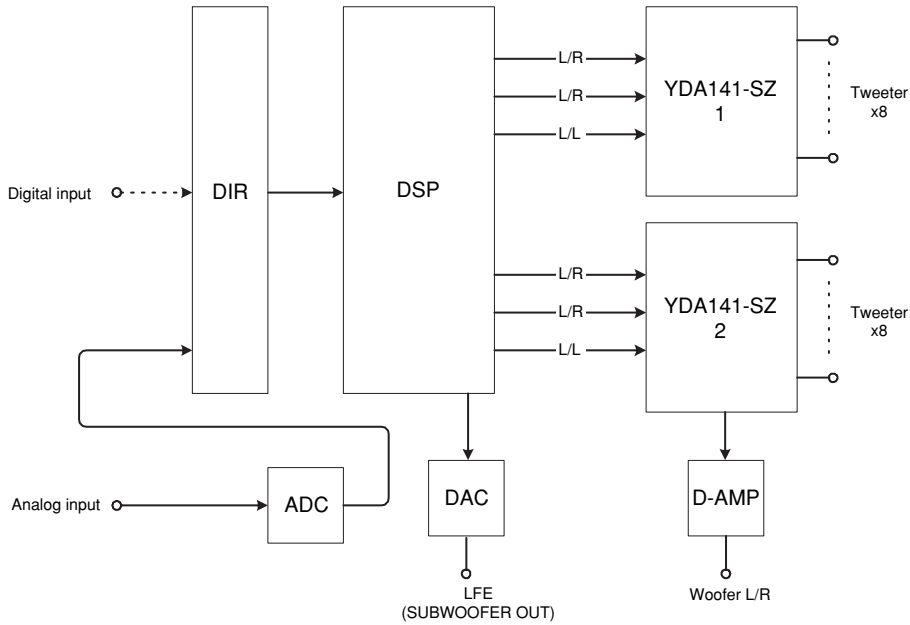 L/R
L/R
L/L
YDA141-SZ
1
Tweeter
x8
Digital input
DIR
DSP
L/R
L/R
L/L
YDA141-SZ
2
Tweeter
x8
Analog input
ADC
DAC
D-AMP
LFE
(SUBWOOFER OUT)
Woofer L/R